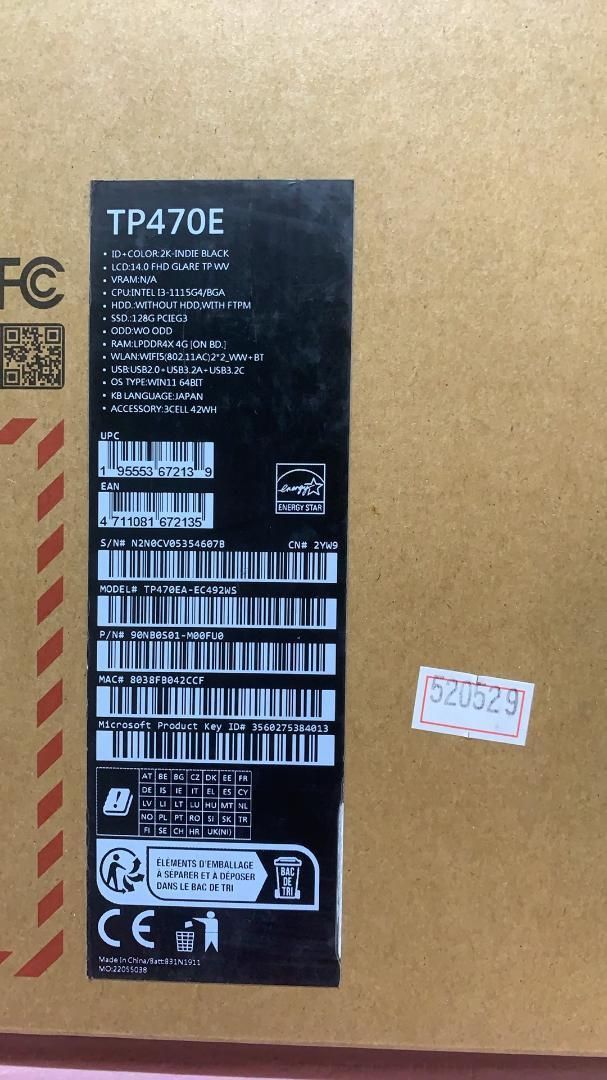 TP470E
• ID+COLOR:2K-INDIE BLACK
• LCD:14.0 FHD GLARE TP WV
• VRAM:N/A
• CPU:INTEL I3-1115G4/BGA
• HDD.:WITHOUT HDD,WITH FTPM
• SSD.:128G PCIEG3
• ODD:WO ODD
• RAM:LPDDR4X 4G [ON BD.]
• WLAN:WIFI5(802.11AC)2*2_WW+BT
• USB:USB2.0+USB3.2A+USB3.2C
• OS TYPE:WIN11 64BIT
• KB LANGUAGE:JAPAN
• ACCESSORY:3CELL 42WH
FC
UPC
1 95553 67213 9
EAN
4 711081 672135
energy
ENERGY STAR
S/N# N2N0CV05354607B CN# 2YW9
MODEL# TP470EA-EC492WS
P/N# 90NB0S01-M00FU0
MAC# 8038FB042CCF
Microsoft Product Key ID# 3560275384013
520529
AT BE BG CZ DK EE FR
DE IS IE IT EL ES CY
LV LI LT LU HU MT NL
NO PL PT RO SI SK TR
FI SE CH HR UK(NI)
ÉLÉMENTS D'EMBALLAGE
À SÉPARER ET À DÉPOSER
DANS LE BAC DE TRI
BAC
DE
TRI
CE
Made in China/Batt:B31N1911
MO:22055038